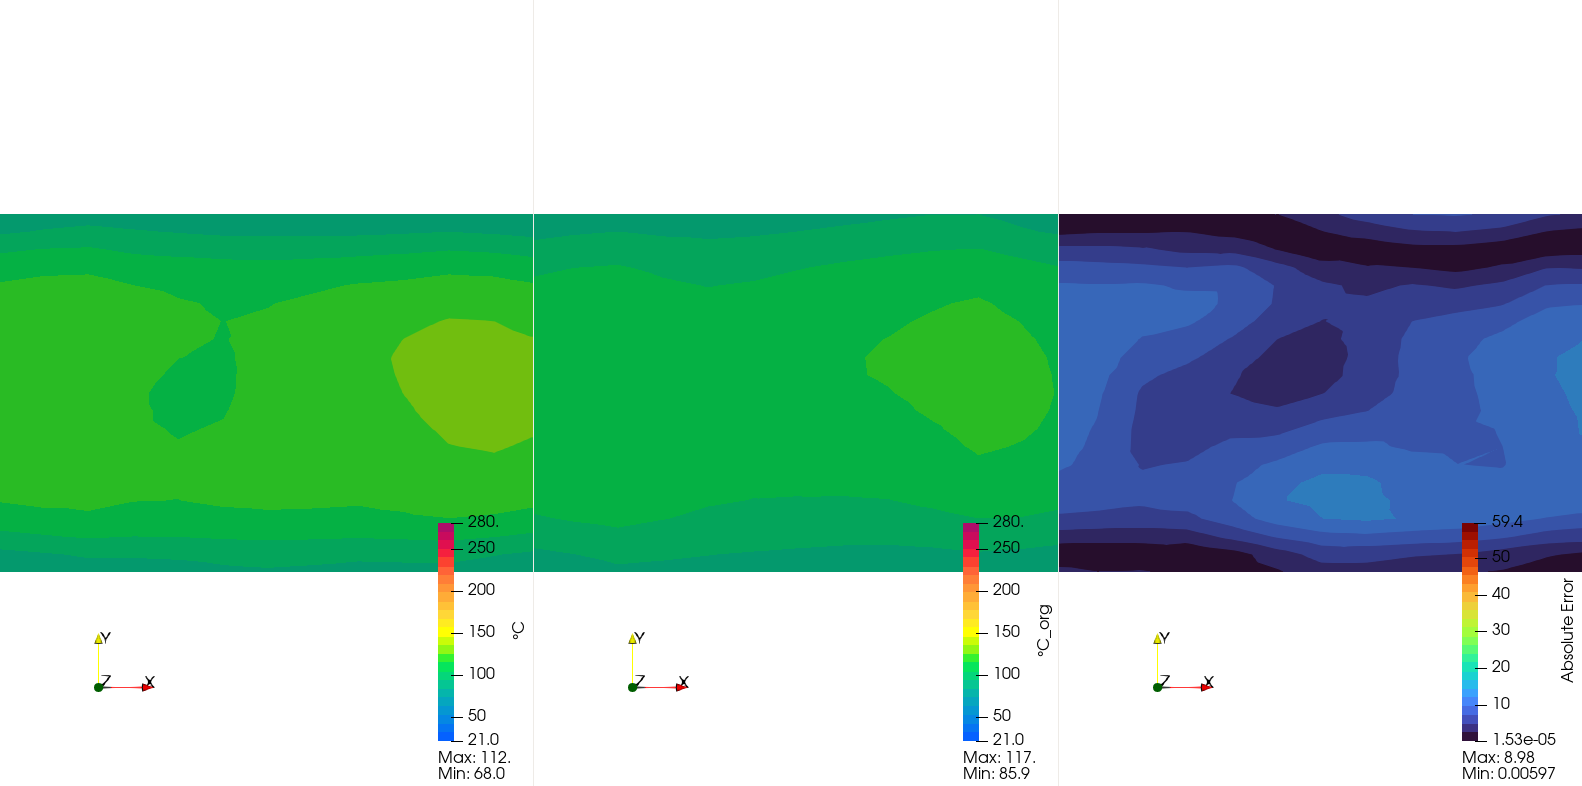 280.
250
200
150
100
50
21.0
°C
Max: 112.
Min: 68.0
Y
Z
X
280.
250
200
150
100
50
21.0
°C_org
Max: 117.
Min: 85.9
Y
Z
X
59.4
50
40
30
20
10
1.53e-05
Absolute Error
Max: 8.98
Min: 0.00597
Y
Z
X